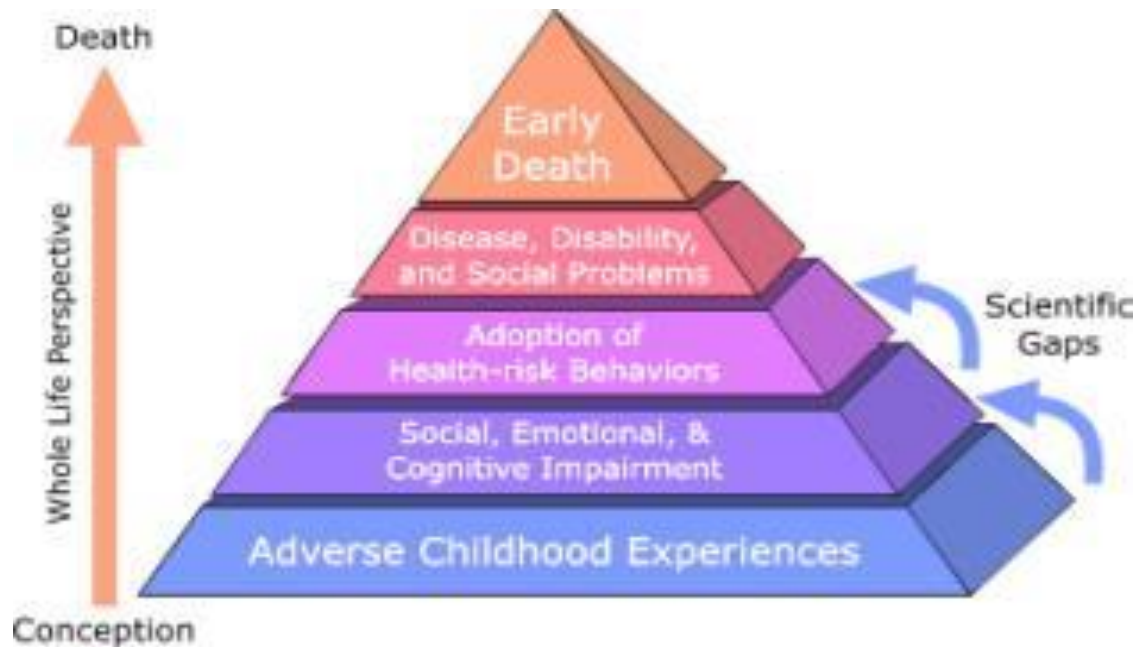 Death
Whole Life Perspective
Conception
Early
Death
Disease, Disability,
and Social Problems
Adoption of
Health-risk Behaviors
Social, Emotional, &
Cognitive Impairment
Adverse Childhood Experiences
Scientific
Gaps